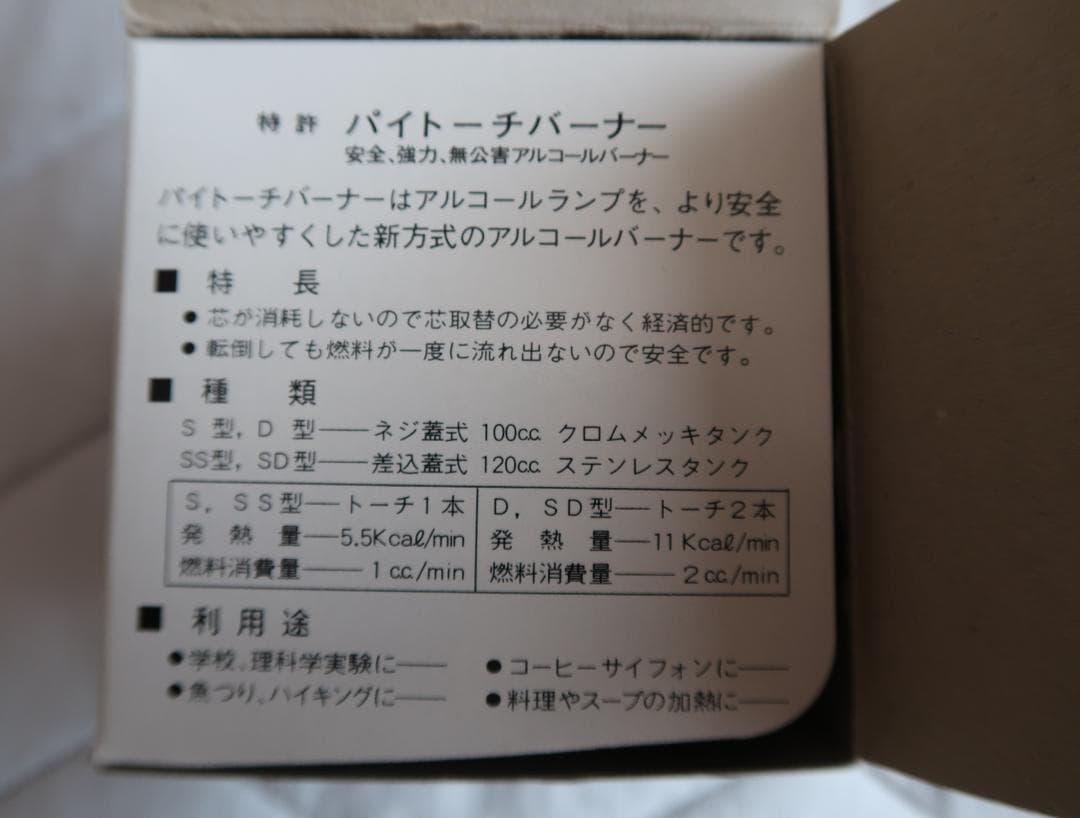 特許 パイトーチバーナー
安全、強力、無公害アルコールバーナー
パイトーチバーナーはアルコールランプを、より安全
に使いやすくした新方式のアルコールバーナーです。
■ 特 長
● 芯が消耗しないので芯取替の必要がなく経済的です。
● 転倒しても燃料が一度に流れ出ないので安全です。
■ 種 類
S 型, D 型——ネジ蓋式 100c.c. クロムメッキタンク
SS型, SD型——差込蓋式 120c.c. ステンレスタンク
S, SS型——トーチ1本
発 熱 量——5.5Kcal/min
燃料消費量——1c.c./min
D, SD型——トーチ2本
発 熱 量——11Kcal/min
燃料消費量——2c.c./min
■ 利用途
● 学校、理科学実験に——
● コーヒーサイフォンに——
● 魚つり、ハイキングに——
● 料理やスープの加熱に——